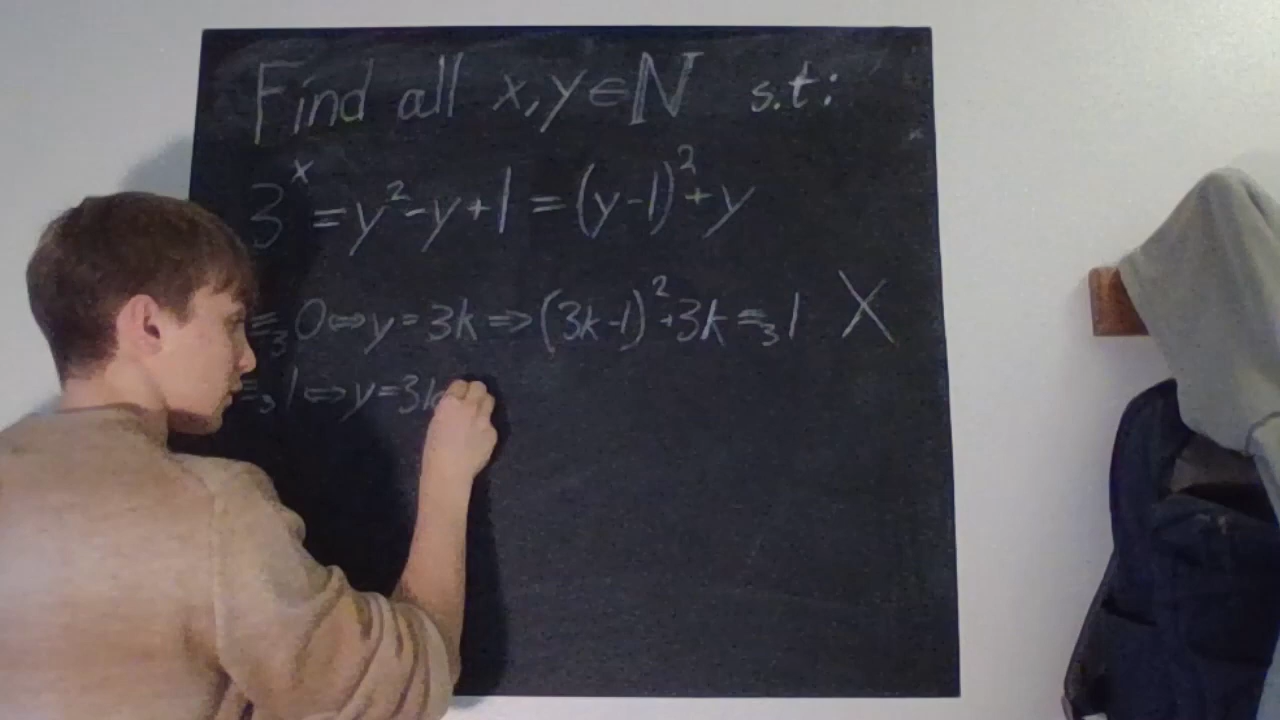 Find all x, y ∈ ℕ s.t:
3^x = y² - y + 1 = (y-1)² + y
≡₃ 0 ⇔ y = 3k ⇒ (3k-1)² + 3k ≡₃ 1 X
≡₃ 1 ⇔ y = 3k